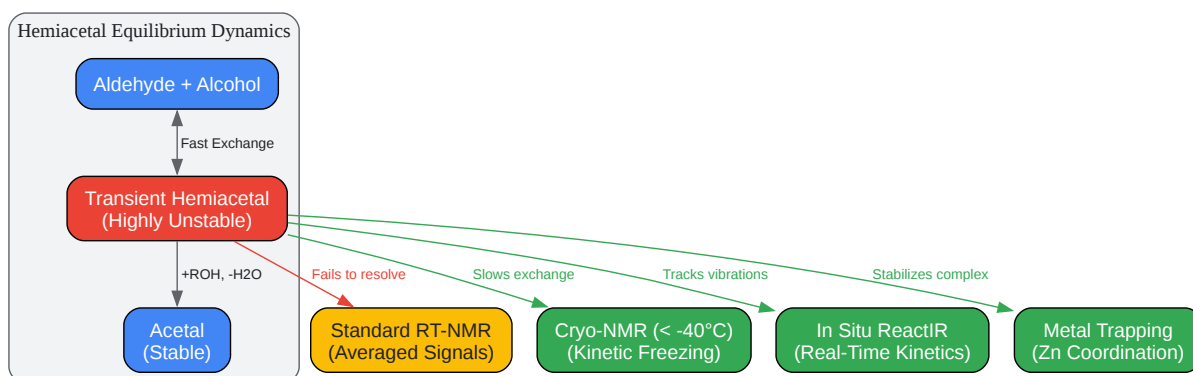 Hemiacetal Equilibrium Dynamics
Aldehyde + Alcohol
Fast Exchange
Transient Hemiacetal
(Highly Unstable)
+ROH, -H2O
Fails to resolve
Slows exchange
Tracks vibrations
Stabilizes complex
Acetal
(Stable)
Standard RT-NMR
(Averaged Signals)
Cryo-NMR (< -40°C)
(Kinetic Freezing)
In Situ ReactIR
(Real-Time Kinetics)
Metal Trapping
(Zn Coordination)